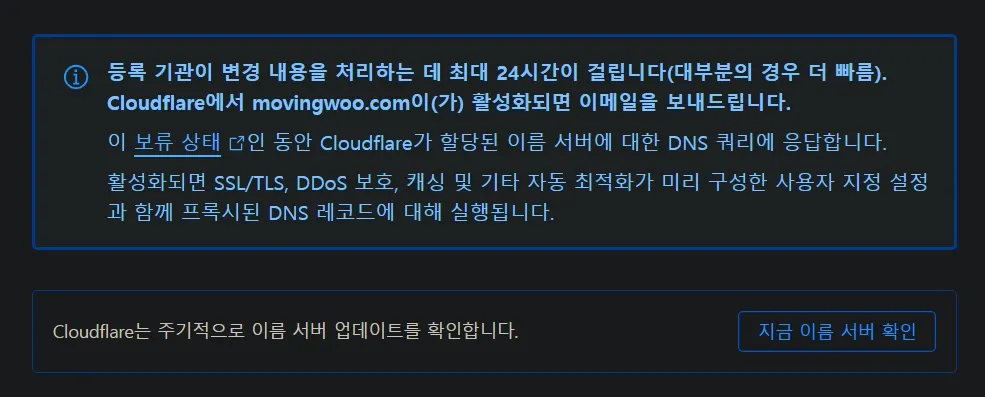 등록 기관이 변경 내용을 처리하는 데 최대 24시간이 걸립니다(대부분의 경우 더 빠름).
Cloudflare에서 movingwoo.com이(가) 활성화되면 이메일을 보내드립니다.
이 보류 상태인 동안 Cloudflare가 할당된 이름 서버에 대한 DNS 쿼리에 응답합니다.
활성화되면 SSL/TLS, DDoS 보호, 캐싱 및 기타 자동 최적화가 미리 구성한 사용자 지정 설정
과 함께 프록시된 DNS 레코드에 대해 실행됩니다.
Cloudflare는 주기적으로 이름 서버 업데이트를 확인합니다.
지금 이름 서버 확인